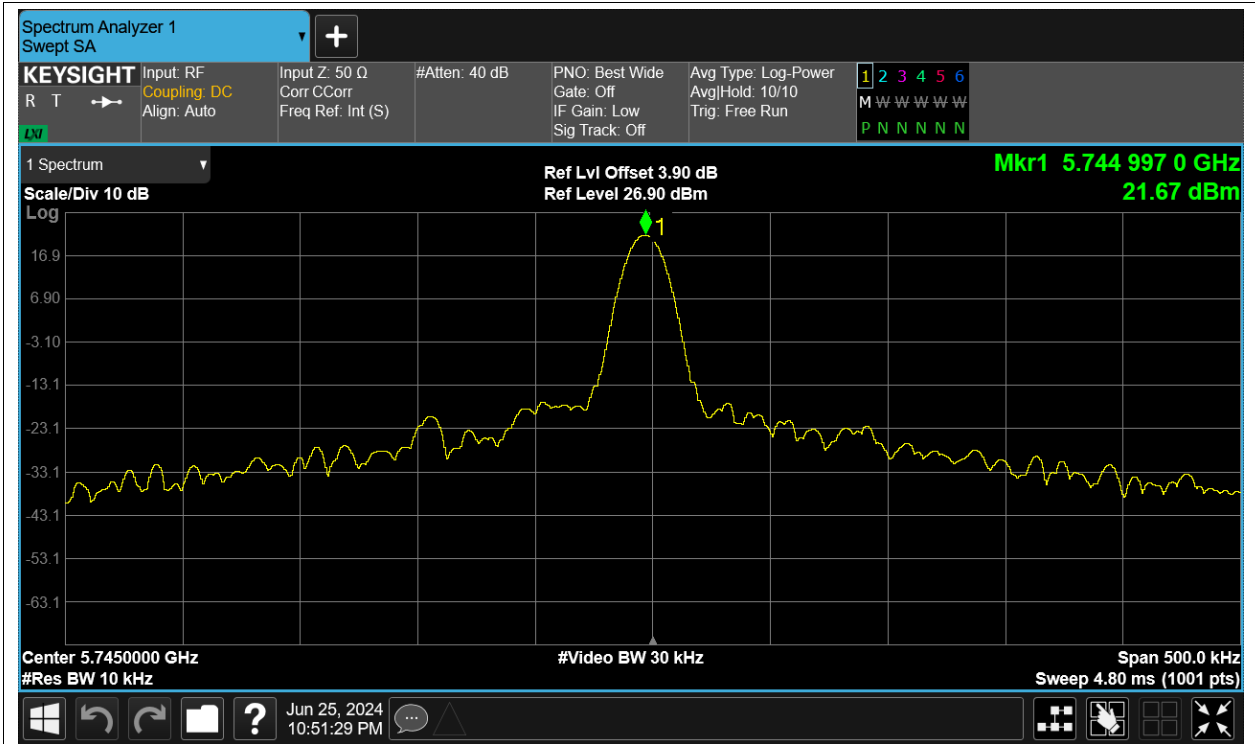 Spectrum Analyzer 1
Swept SA
▼
+
KEYSIGHT
R T
LXI
Input: RF
Coupling: DC
Align: Auto
Input Z: 50 Ω
Corr CCorr
Freq Ref: Int (S)
#Atten: 40 dB
PNO: Best Wide
Gate: Off
IF Gain: Low
Sig Track: Off
Avg Type: Log-Power
Avg|Hold: 10/10
Trig: Free Run
1 2 3 4 5 6
M W W W W W
P N N N N N
1 Spectrum ▼
Scale/Div 10 dB
Ref Lvl Offset 3.90 dB
Ref Level 26.90 dBm
Mkr1 5.744 997 0 GHz
21.67 dBm
Log
1
16.9
6.90
-3.10
-13.1
-23.1
-33.1
-43.1
-53.1
-63.1
Center 5.7450000 GHz
#Res BW 10 kHz
#Video BW 30 kHz
Span 500.0 kHz
Sweep 4.80 ms (1001 pts)
?
Jun 25, 2024
10:51:29 PM